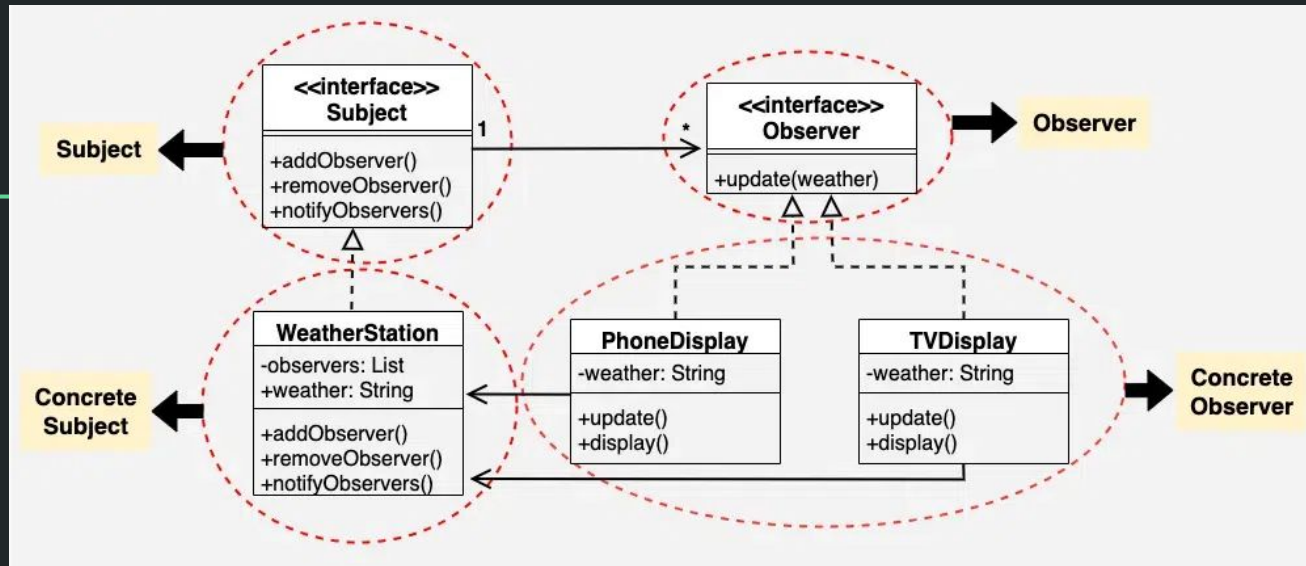 <<interface>>
Subject
+addObserver()
+removeObserver()
+notifyObservers()
1
*
<<interface>>
Observer
+update(weather)
Subject
Observer
WeatherStation
-observers: List
+weather: String
+addObserver()
+removeObserver()
+notifyObservers()
PhoneDisplay
-weather: String
+update()
+display()
TVDisplay
-weather: String
+update()
+display()
Concrete
Subject
Concrete
Observer